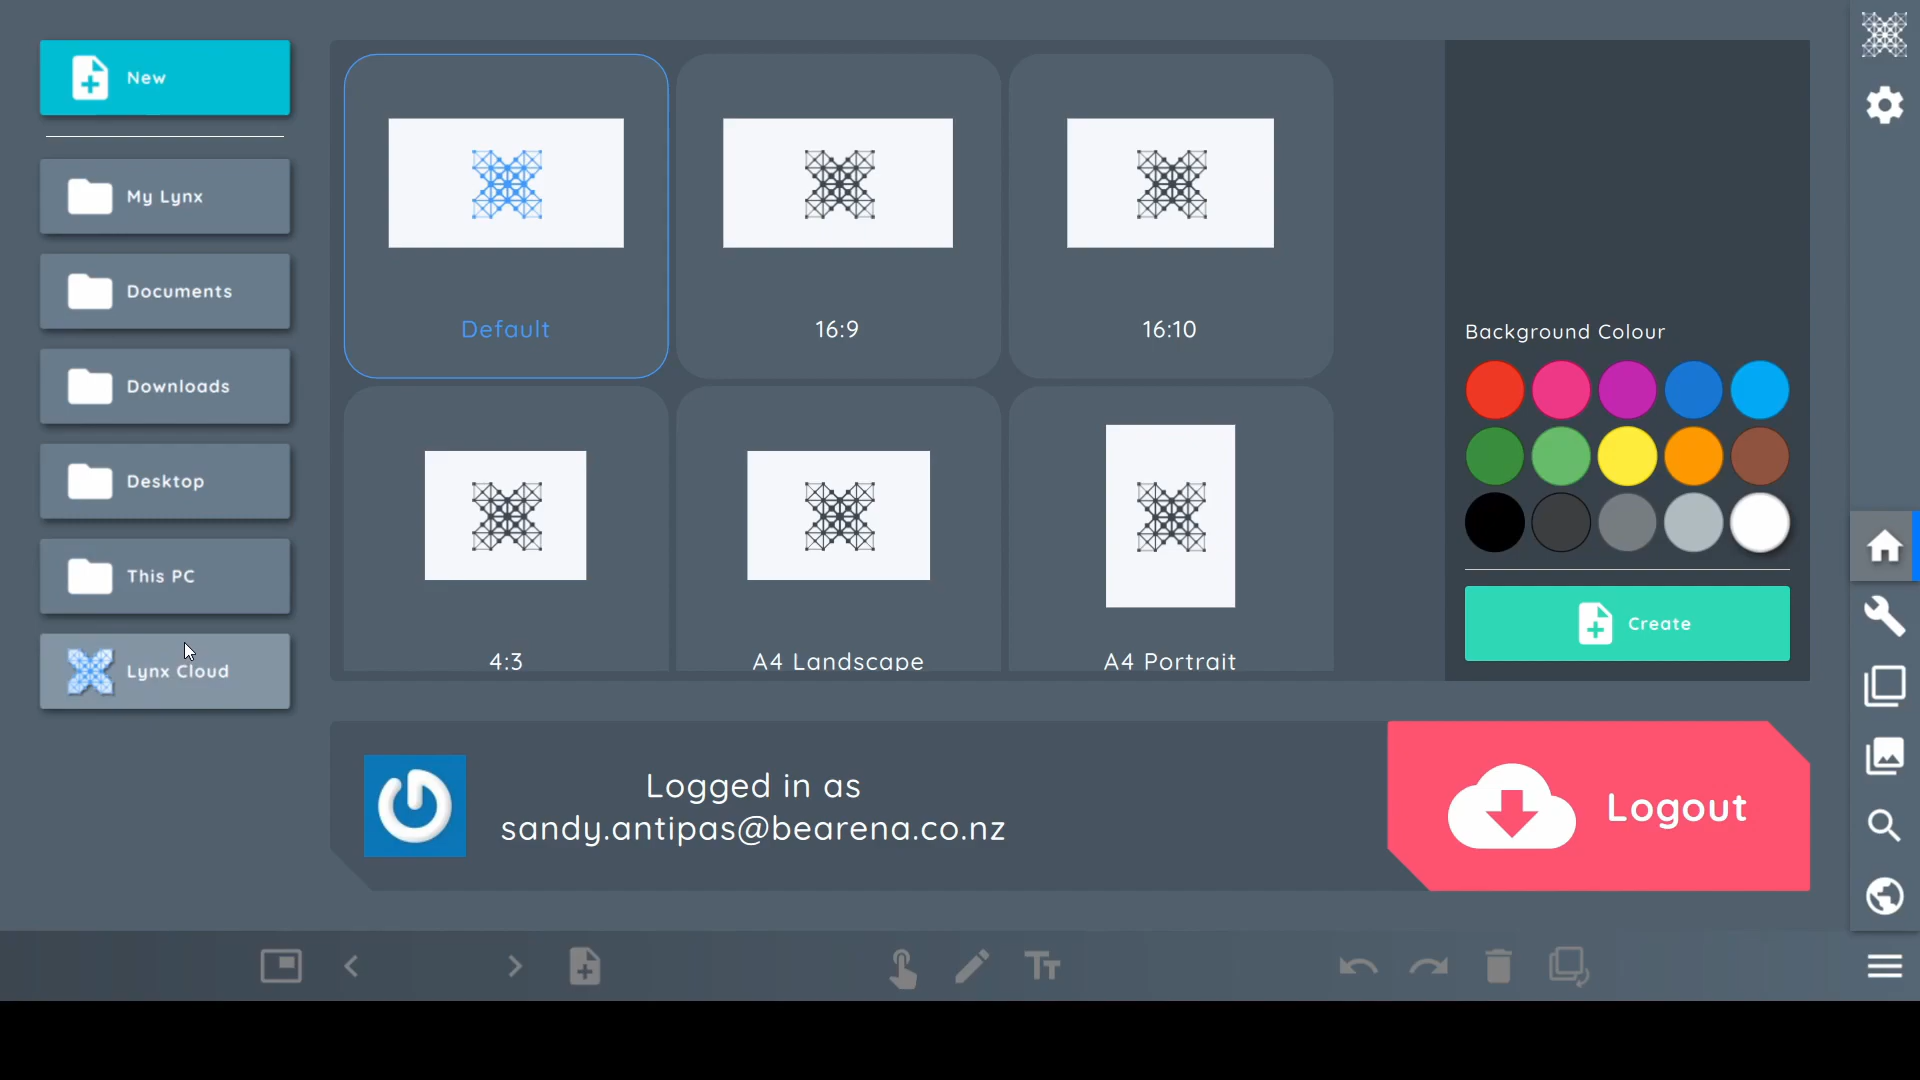 New
My Lynx
Documents
Downloads
Desktop
This PC
Lynx Cloud
Default
16:9
16:10
4:3
A4 Landscape
A4 Portrait
Background Colour
Create
Logged in as
sandy.antipas@bearena.co.nz
Logout
Tт